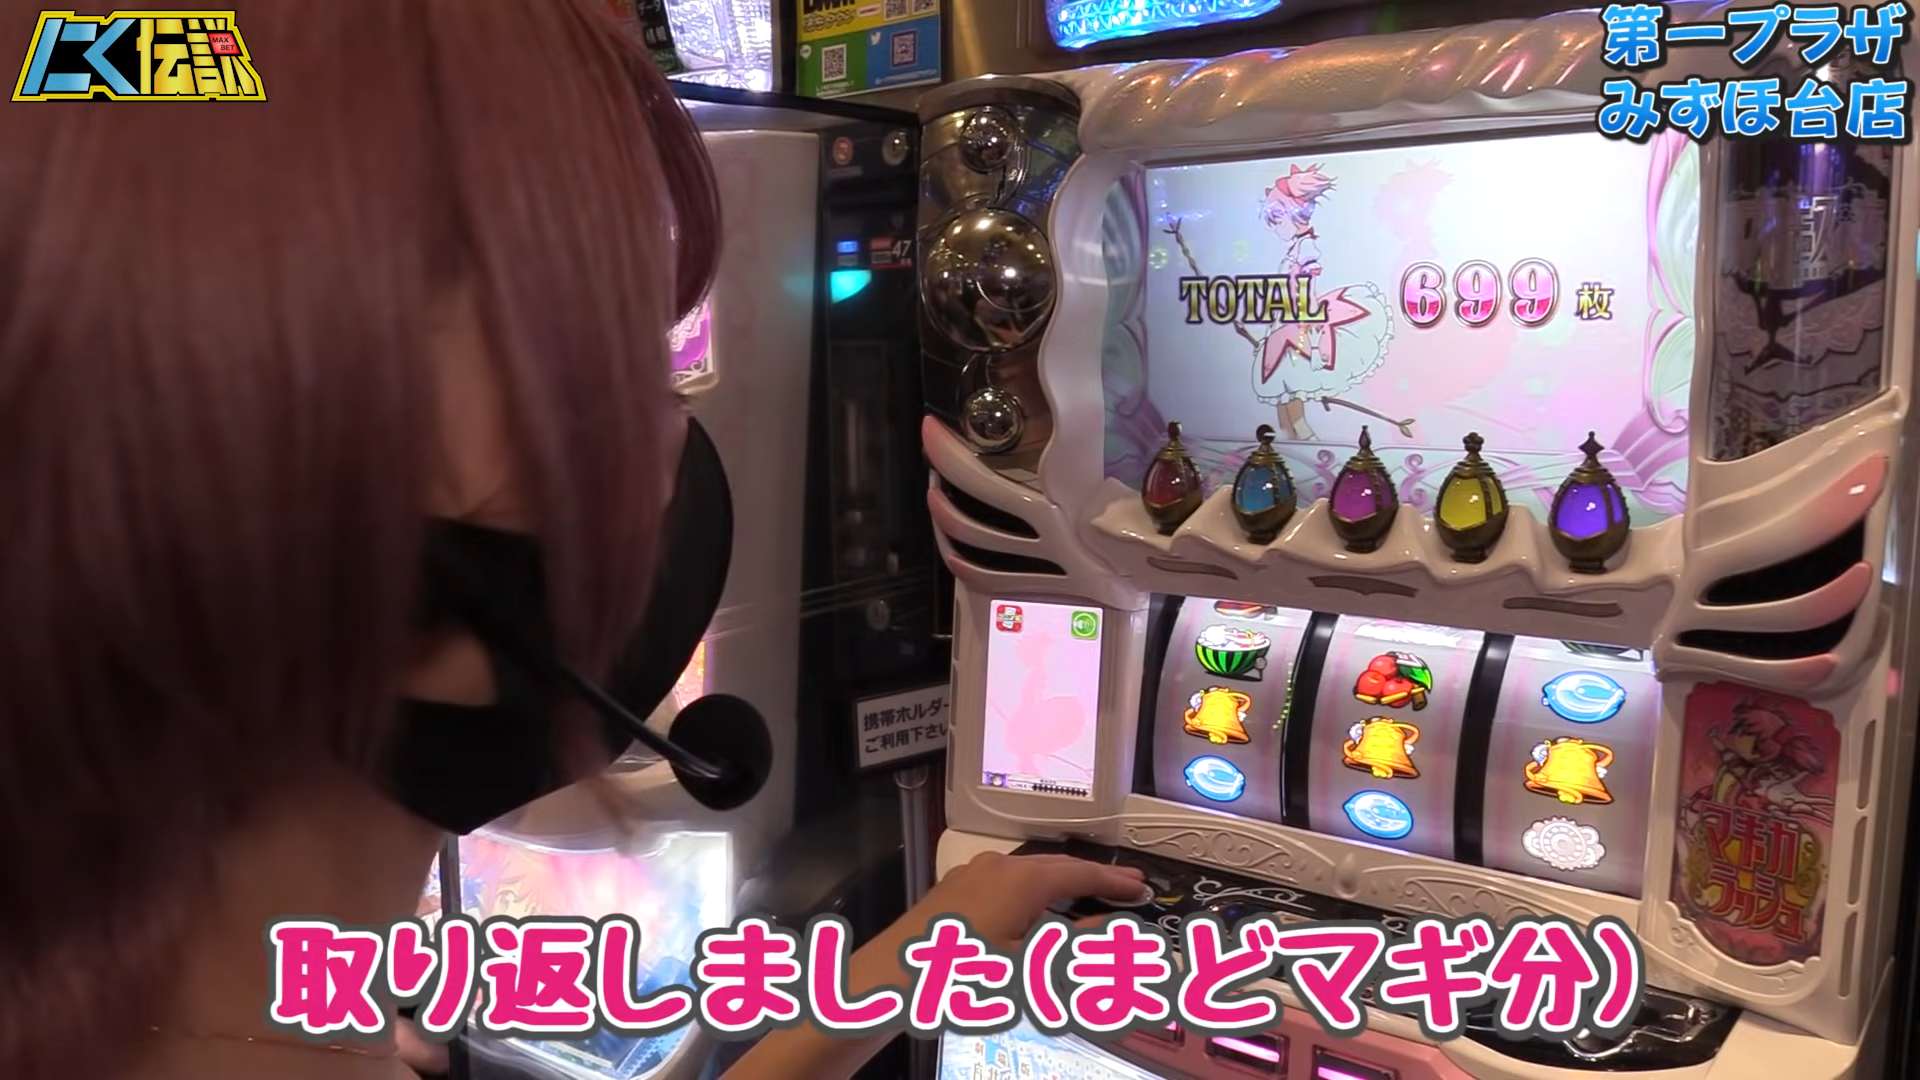 にく伝説
MAX
BET
第一プラザ
みずほ台店
47
TOTAL 699 枚
携帯ホルダー
ご利用下さい
マギカ
ラッシュ
取り返しました(まどマギ分)